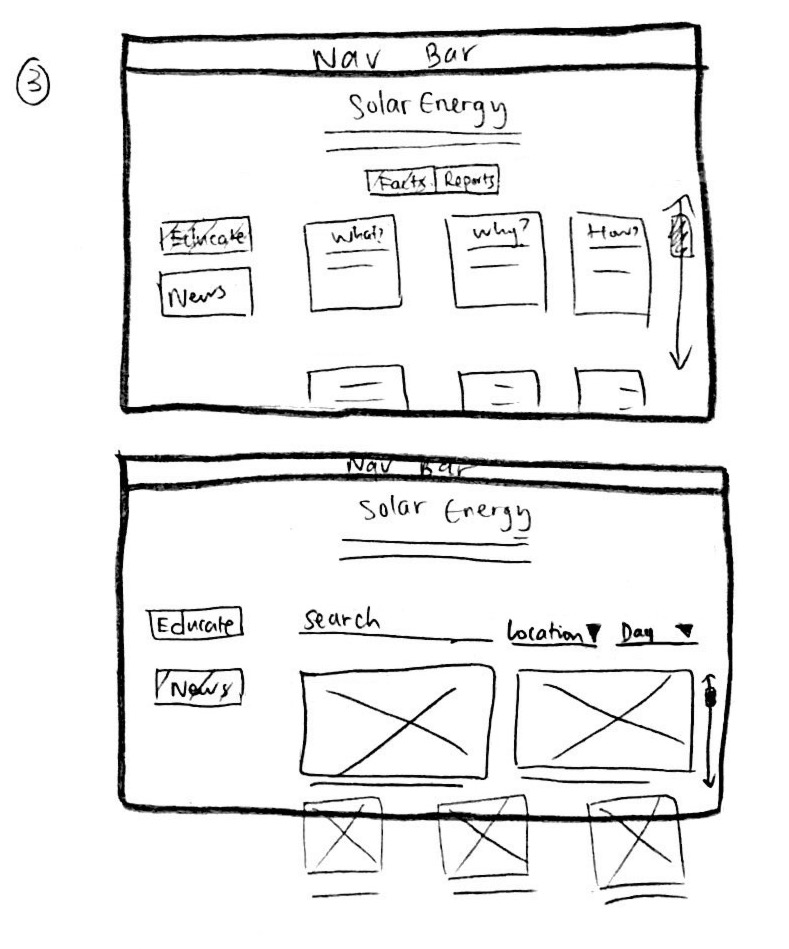 ③
Nav Bar
Solar Energy
Facts Reports
Educate
What? Why? How?
News
Nav Bar
Solar Energy
Educate
Search
Location Day
News